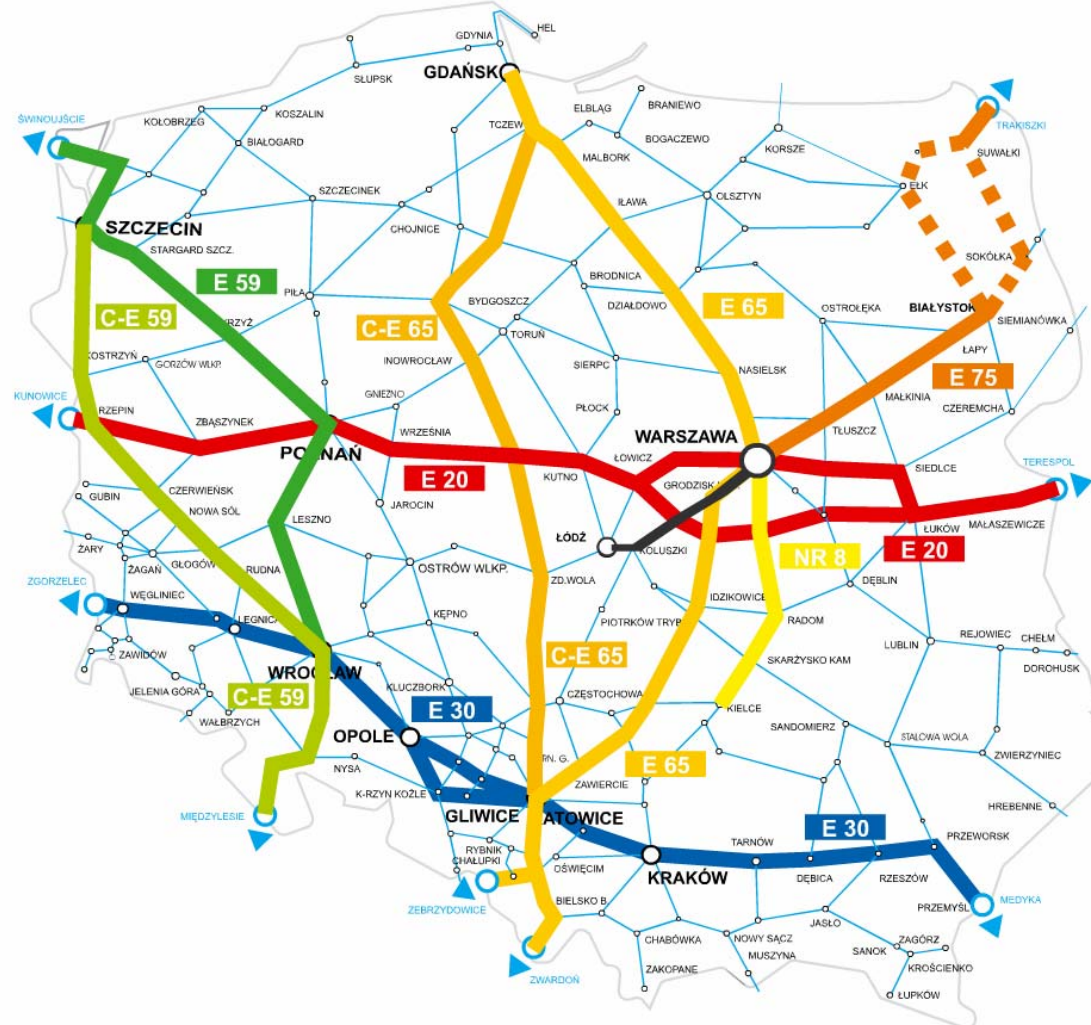 HEL
GDYNIA
GDAŃSK
SŁUPSK
BRANIEWO
TRAKISZKI
ELBLĄG
KOSZALIN
KOŁOBRZEG
ŚWINOUJŚCIE
TCZEW
BOGACZEWO
BIAŁOGARD
KORSZE
SUWAŁKI
MALBORK
EŁK
SZCZECINEK
OLSZTYN
IŁAWA
SZCZECIN
CHOJNICE
STARGARD SZCZ.
SOKÓŁKA
BRODNICA
E 59
PIŁA
BYDGOSZCZ
DZIAŁDOWO
E 65
OSTROŁĘKA
BIAŁYSTOK
C-E 59
C-E 65
SIEMIANÓWKA
TORUŃ
KOSTRZYŃ
ŁAPY
GORZÓW WLKP.
INOWROCŁAW
SIERPC
NASIELSK
E 75
GNIEZNO
KUNOWICE
MAŁKINIA
RZEPIN
PŁOCK
CZEREMCHA
ZBĄSZYNEK
WRZEŚNIA
TŁUSZCZ
WARSZAWA
POZNAŃ
ŁOWICZ
TERESPOL
SIEDLCE
E 20
KUTNO
GRODZISK
CZERWIEŃSK
GUBIN
JAROCIN
NOWA SÓL
LESZNO
MAŁASZEWICZE
ŁUKÓW
ŁÓDŹ
ŻARY
KOLUSZKI
NR 8
E 20
ŻAGAŃ
GŁOGÓW
RUDNA
OSTRÓW WLKP.
ZD.WOLA
ZGORZELEC
DĘBLIN
WĘGLINIEC
IDZIKOWICE
KĘPNO
LEGNICA
PIOTRKÓW TRYB
RADOM
REJOWIEC
CHEŁM
LUBLIN
ZAWIDÓW
C-E 65
SKARŻYSKO KAM
DOROHUSK
WROCŁAW
KLUCZBORK
JELENIA GÓRA
C-E 59
CZĘSTOCHOWA
KIELCE
E 30
WAŁBRZYCH
SANDOMIERZ
OPOLE
STALOWA WOLA
ZWIERZYNIEC
RN. G.
E 65
NYSA
ZAWIERCIE
K-RZYN KOŹLE
HREBENNE
MIĘDZYLESIE
GLIWICE
KATOWICE
E 30
PRZEWORSK
TARNÓW
RYBNIK
CHAŁUPKI
OŚWIĘCIM
KRAKÓW
DĘBICA
RZESZÓW
BIELSKO B.
MEDYKA
ZEBRZYDOWICE
PRZEMYŚL
JASŁO
CHABÓWKA
NOWY SĄCZ
ZAGÓRZ
SANOK
MUSZYNA
KROŚCIENKO
ZAKOPANE
ZWARDOŃ
ŁUPKÓW